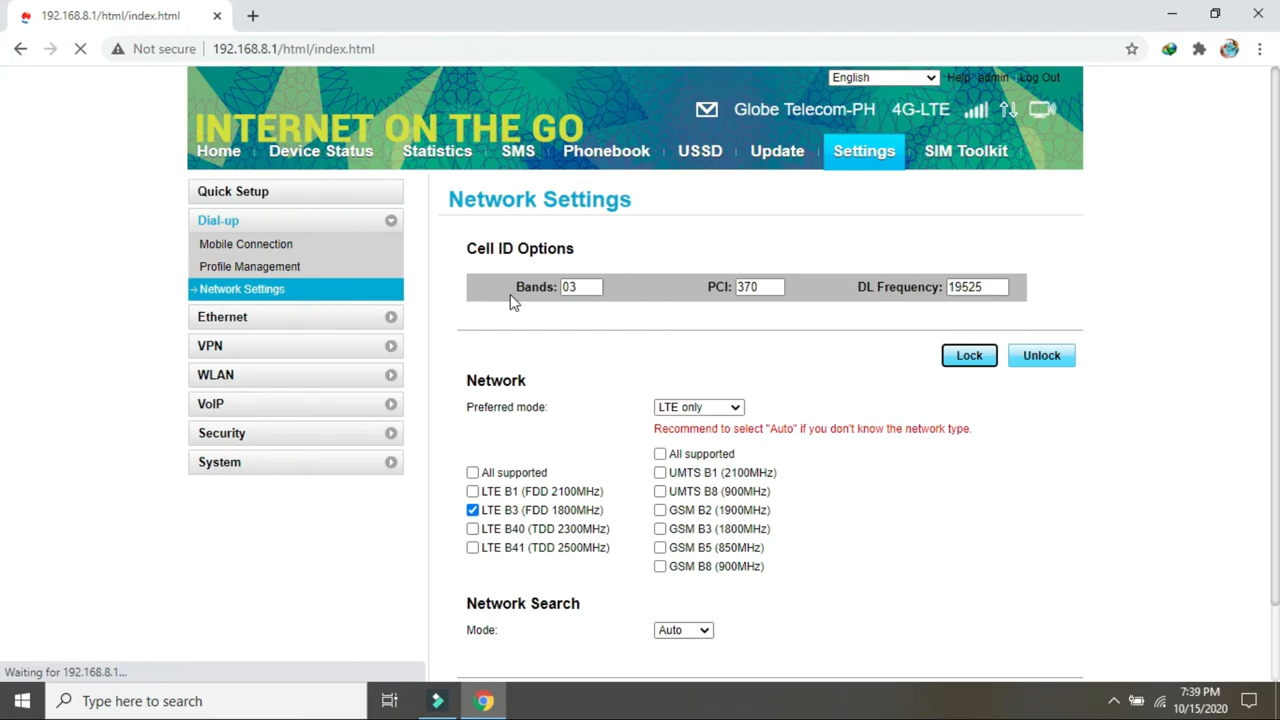 192.168.8.1/html/index.html
Not secure 192.168.8.1/html/index.html
English Help admin Log Out
Globe Telecom-PH 4G-LTE
INTERNET ON THE GO
Home Device Status Statistics SMS Phonebook USSD Update Settings SIM Toolkit
Quick Setup
Dial-up
Mobile Connection
Profile Management
Network Settings
Ethernet
VPN
WLAN
VoIP
Security
System
Network Settings
Cell ID Options
Bands: 03 PCI: 370 DL Frequency: 19525
Lock Unlock
Network
Preferred mode: LTE only
Recommend to select "Auto" if you don't know the network type.
All supported
LTE B1 (FDD 2100MHz)
LTE B3 (FDD 1800MHz)
LTE B40 (TDD 2300MHz)
LTE B41 (TDD 2500MHz)
All supported
UMTS B1 (2100MHz)
UMTS B8 (900MHz)
GSM B2 (1900MHz)
GSM B3 (1800MHz)
GSM B5 (850MHz)
GSM B8 (900MHz)
Network Search
Mode: Auto
Waiting for 192.168.8.1...
Type here to search
7:39 PM
10/15/2020